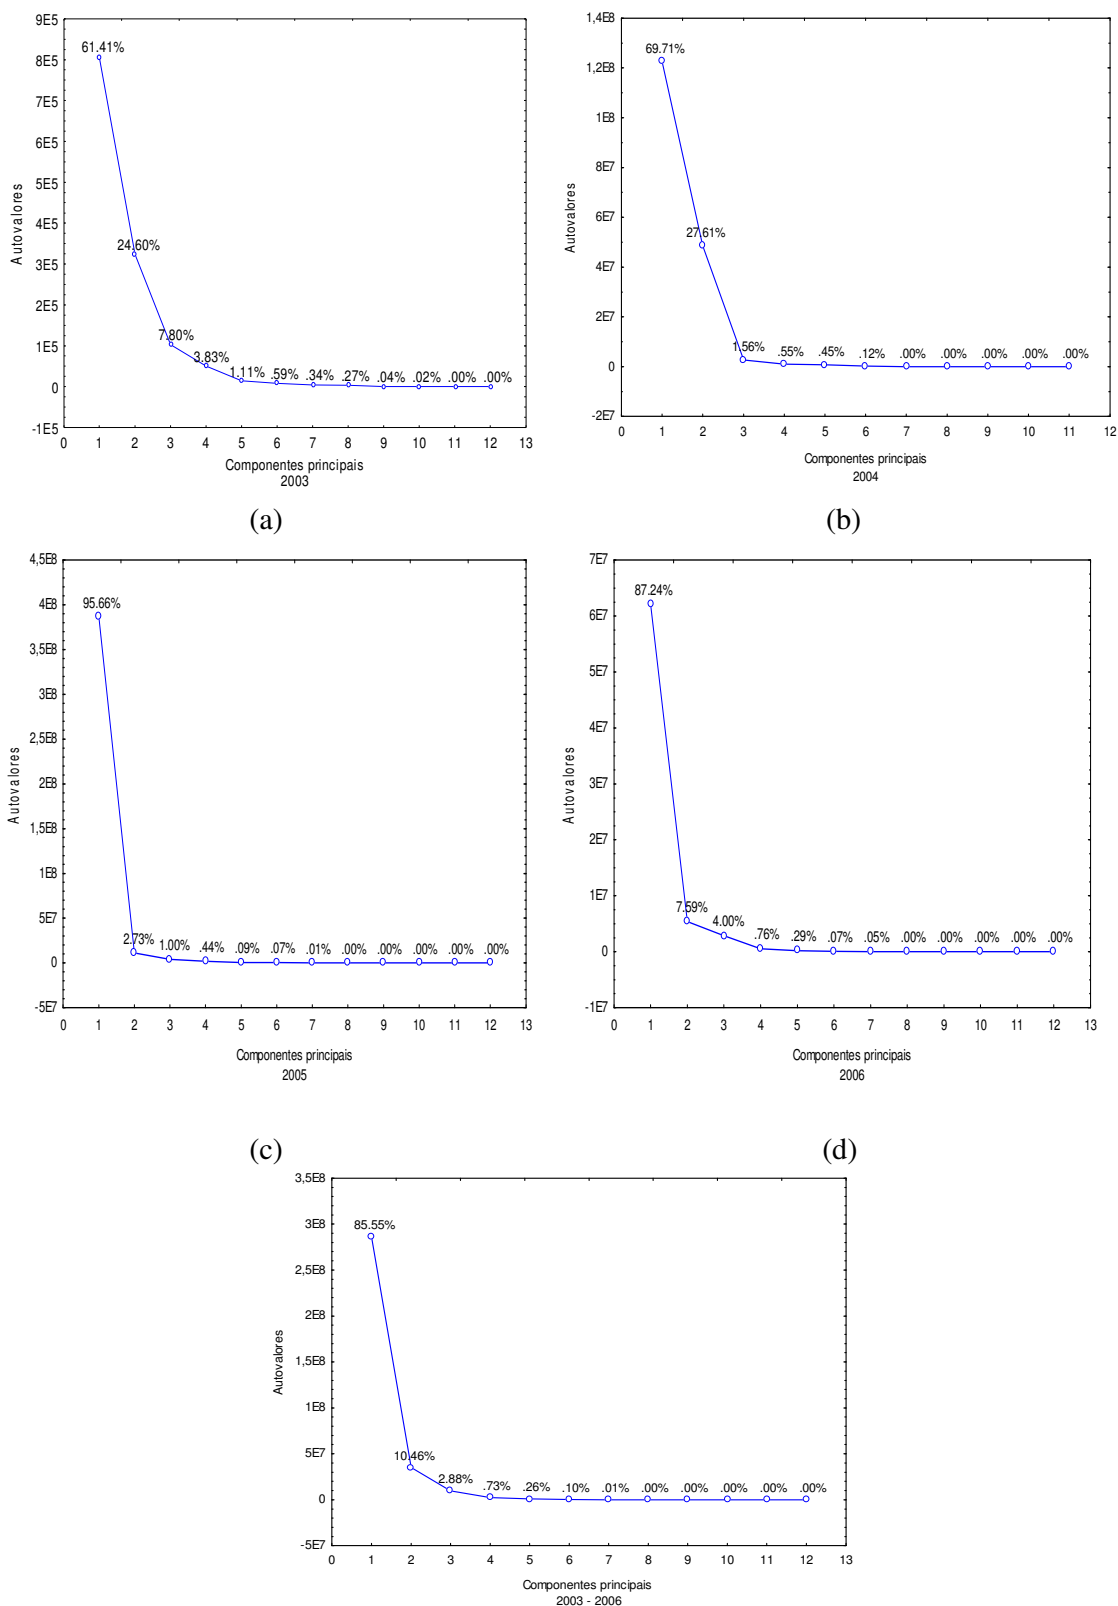 9E5
8E5
7E5
6E5
5E5
4E5
3E5
2E5
1E5
0
-1E5
Autovalores
61.41%
24.60%
7.80%
3.83%
1.11% .59% .34% .27% .04% .02% .00% .00%
0 1 2 3 4 5 6 7 8 9 10 11 12 13
Componentes principais
2003
(a)
1,4E8
1,2E8
1E8
8E7
6E7
4E7
2E7
0
-2E7
Autovalores
69.71%
27.61%
1.56% .55% .45% .12% .00% .00% .00% .00% .00%
0 1 2 3 4 5 6 7 8 9 10 11 12
Componentes principais
2004
(b)
4,5E8
4E8
3,5E8
3E8
2,5E8
2E8
1,5E8
1E8
5E7
0
-5E7
Autovalores
95.66%
2.73% 1.00% .44% .09% .07% .01% .00% .00% .00% .00% .00%
0 1 2 3 4 5 6 7 8 9 10 11 12 13
Componentes principais
2005
(c)
7E7
6E7
5E7
4E7
3E7
2E7
1E7
0
-1E7
Autovalores
87.24%
7.59%
4.00%
.76% .29% .07% .05% .00% .00% .00% .00% .00%
0 1 2 3 4 5 6 7 8 9 10 11 12 13
Componentes principais
2006
(d)
3,5E8
3E8
2,5E8
2E8
1,5E8
1E8
5E7
0
-5E7
Autovalores
85.55%
10.46%
2.88% .73% .26% .10% .01% .00% .00% .00% .00% .00%
0 1 2 3 4 5 6 7 8 9 10 11 12 13
Componentes principais
2003 - 2006